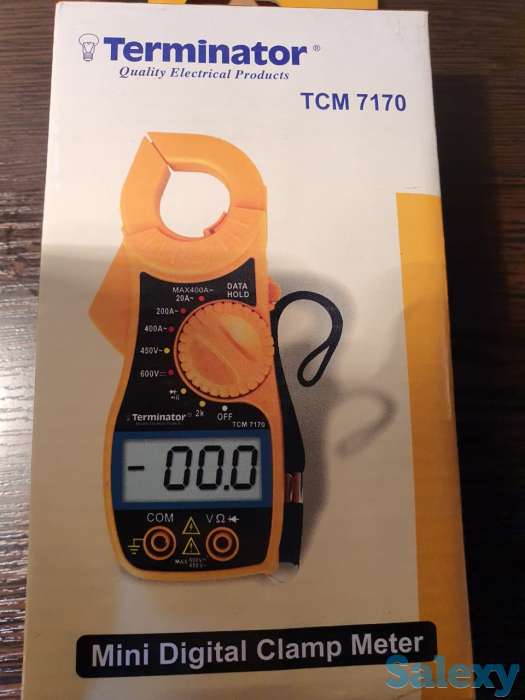 Terminator ®
Quality Electrical Products
TCM 7170
MAX400A~
20A~
DATA
HOLD
200A~
400A~
450V~
600V
2k
OFF
Terminator
TCM 7170
- 00.0
COM
VΩ
MAX
Mini Digital Clamp Meter
Salexy